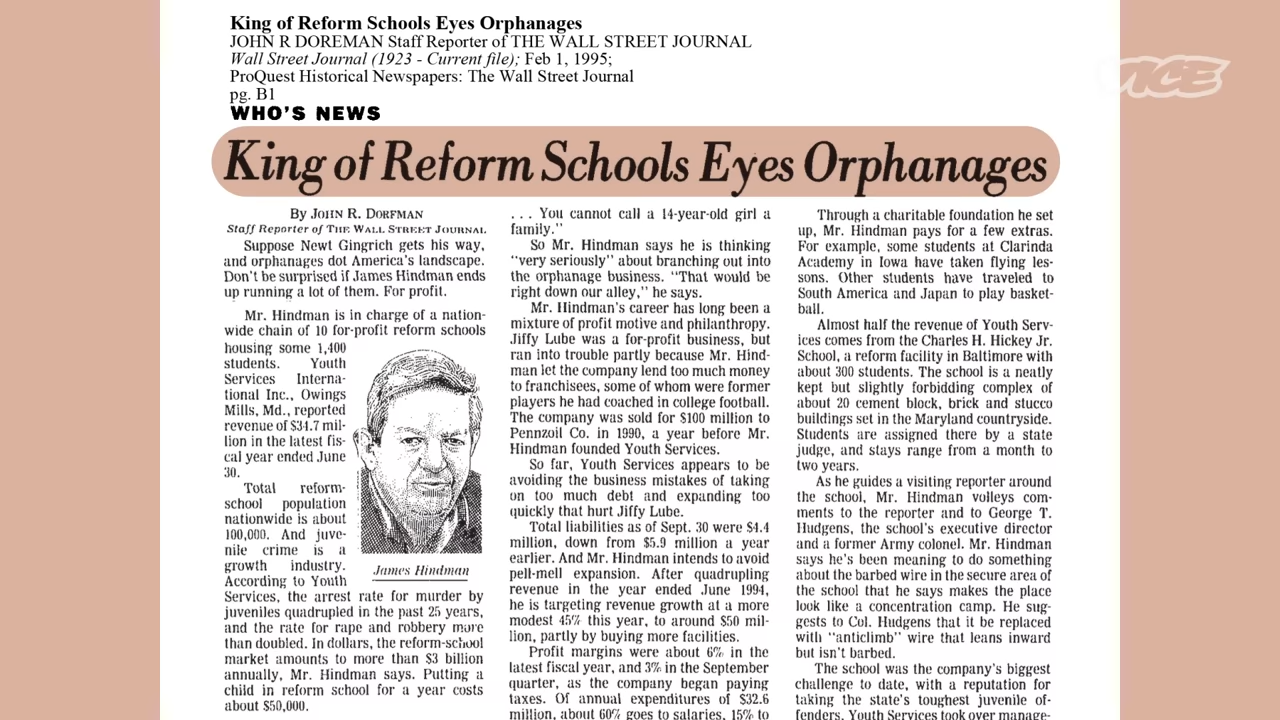 King of Reform Schools Eyes Orphanages
JOHN R DOREMAN Staff Reporter of THE WALL STREET JOURNAL
Wall Street Journal (1923 - Current file); Feb 1, 1995;
ProQuest Historical Newspapers: The Wall Street Journal
pg. B1
VICE
WHO'S NEWS
King of Reform Schools Eyes Orphanages
By JOHN R. DORFMAN
Staff Reporter of THE WALL STREET JOURNAL
Suppose Newt Gingrich gets his way,
and orphanages dot America's landscape.
Don't be surprised if James Hindman ends
up running a lot of them. For profit.
Mr. Hindman is in charge of a nation-
wide chain of 10 for-profit reform schools
housing some 1,400
students. Youth
Services Interna-
tional Inc., Owings
Mills, Md., reported
revenue of $34.7 mil-
lion in the latest fis-
cal year ended June
30.
Total reform-
school population
nationwide is about
100,000. And juve-
nile crime is a
growth industry.
According to Youth
James Hindman
Services, the arrest rate for murder by
juveniles quadrupled in the past 25 years,
and the rate for rape and robbery more
than doubled. In dollars, the reform-school
market amounts to more than $3 billion
annually, Mr. Hindman says. Putting a
child in reform school for a year costs
about $50,000.
. . . You cannot call a 14-year-old girl a
family."
So Mr. Hindman says he is thinking
"very seriously" about branching out into
the orphanage business. "That would be
right down our alley," he says.
Mr. Hindman's career has long been a
mixture of profit motive and philanthropy.
Jiffy Lube was a for-profit business, but
ran into trouble partly because Mr. Hind-
man let the company lend too much money
to franchisees, some of whom were former
players he had coached in college football.
The company was sold for $100 million to
Pennzoil Co. in 1990, a year before Mr.
Hindman founded Youth Services.
So far, Youth Services appears to be
avoiding the business mistakes of taking
on too much debt and expanding too
quickly that hurt Jiffy Lube.
Total liabilities as of Sept. 30 were $4.4
million, down from $5.9 million a year
earlier. And Mr. Hindman intends to avoid
pell-mell expansion. After quadrupling
revenue in the year ended June 1994,
he is targeting revenue growth at a more
modest 45% this year, to around $50 mil-
lion, partly by buying more facilities.
Profit margins were about 6% in the
latest fiscal year, and 3% in the September
quarter, as the company began paying
taxes. Of annual expenditures of $32.6
million, about 60% goes to salaries, 15% to
Through a charitable foundation he set
up, Mr. Hindman pays for a few extras.
For example, some students at Clarinda
Academy in Iowa have taken flying les-
sons. Other students have traveled to
South America and Japan to play basket-
ball.
Almost half the revenue of Youth Serv-
ices comes from the Charles H. Hickey Jr.
School, a reform facility in Baltimore with
about 300 students. The school is a neatly
kept but slightly forbidding complex of
about 20 cement block, brick and stucco
buildings set in the Maryland countryside.
Students are assigned there by a state
judge, and stays range from a month to
two years.
As he guides a visiting reporter around
the school, Mr. Hindman volleys com-
ments to the reporter and to George T.
Hudgens, the school's executive director
and a former Army colonel. Mr. Hindman
says he's been meaning to do something
about the barbed wire in the secure area of
the school that he says makes the place
look like a concentration camp. He sug-
gests to Col. Hudgens that it be replaced
with "anticlimb" wire that leans inward
but isn't barbed.
The school was the company's biggest
challenge to date, with a reputation for
taking the state's toughest juvenile of-
fenders. Youth Services took over manage-